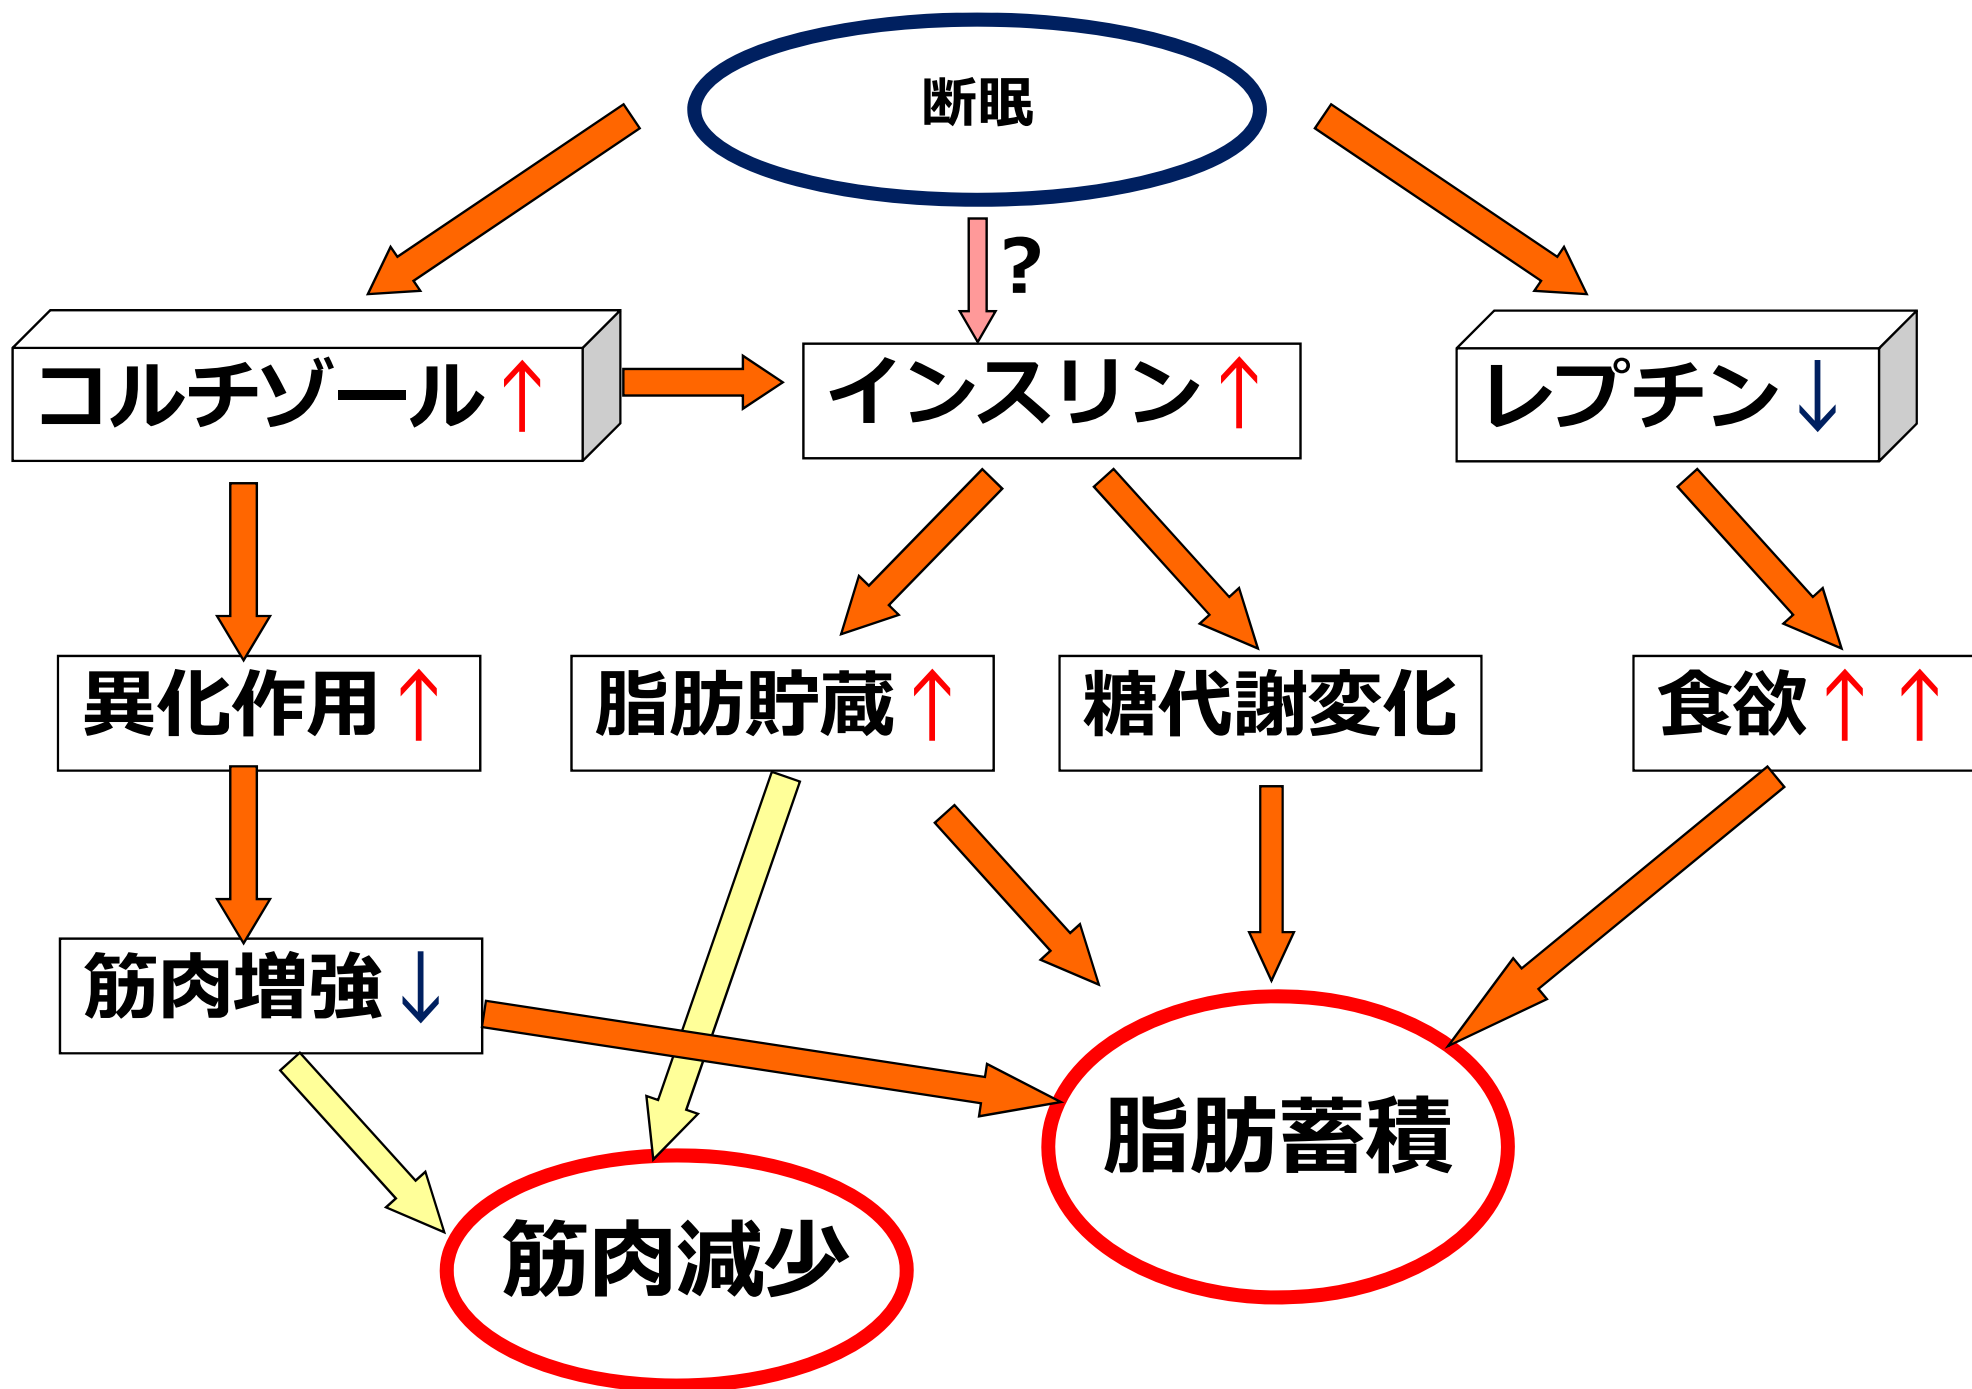 断眠
?
コルチゾール↑
インスリン↑
レプチン↓
異化作用↑
脂肪貯蔵↑
糖代謝変化
食欲↑↑
筋肉増強↓
脂肪蓄積
筋肉減少